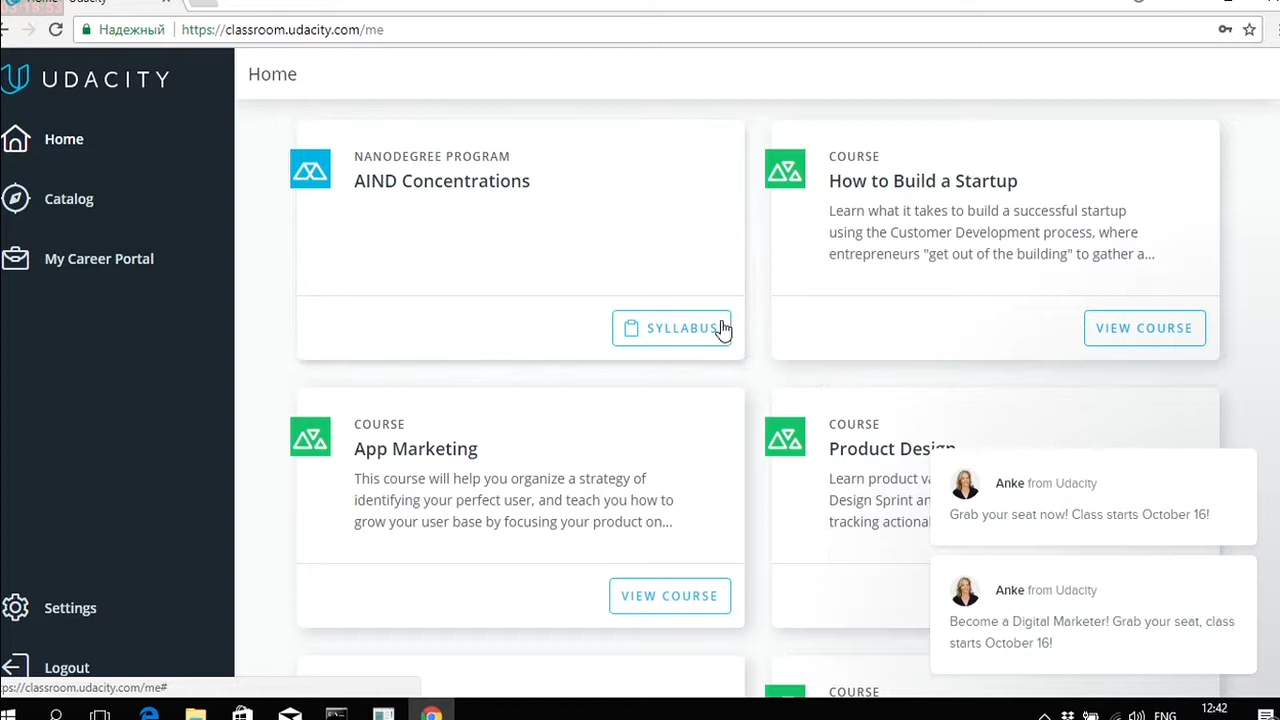 Надежный
https://classroom.udacity.com/me
UDACITY
Home
Catalog
My Career Portal
Settings
Logout
Home
NANODEGREE PROGRAM
AIND Concentrations
SYLLABUS
COURSE
How to Build a Startup
Learn what it takes to build a successful startup
using the Customer Development process, where
entrepreneurs "get out of the building" to gather a...
VIEW COURSE
COURSE
App Marketing
This course will help you organize a strategy of
identifying your perfect user, and teach you how to
grow your user base by focusing your product on...
VIEW COURSE
COURSE
Product Design
Learn product
Design Sprint
tracking
Anke from Udacity
Grab your seat now! Class starts October 16!
Anke from Udacity
Become a Digital Marketer! Grab your seat, class
starts October 16!
COURSE
ps://classroom.udacity.com/me#
ENG
12:42